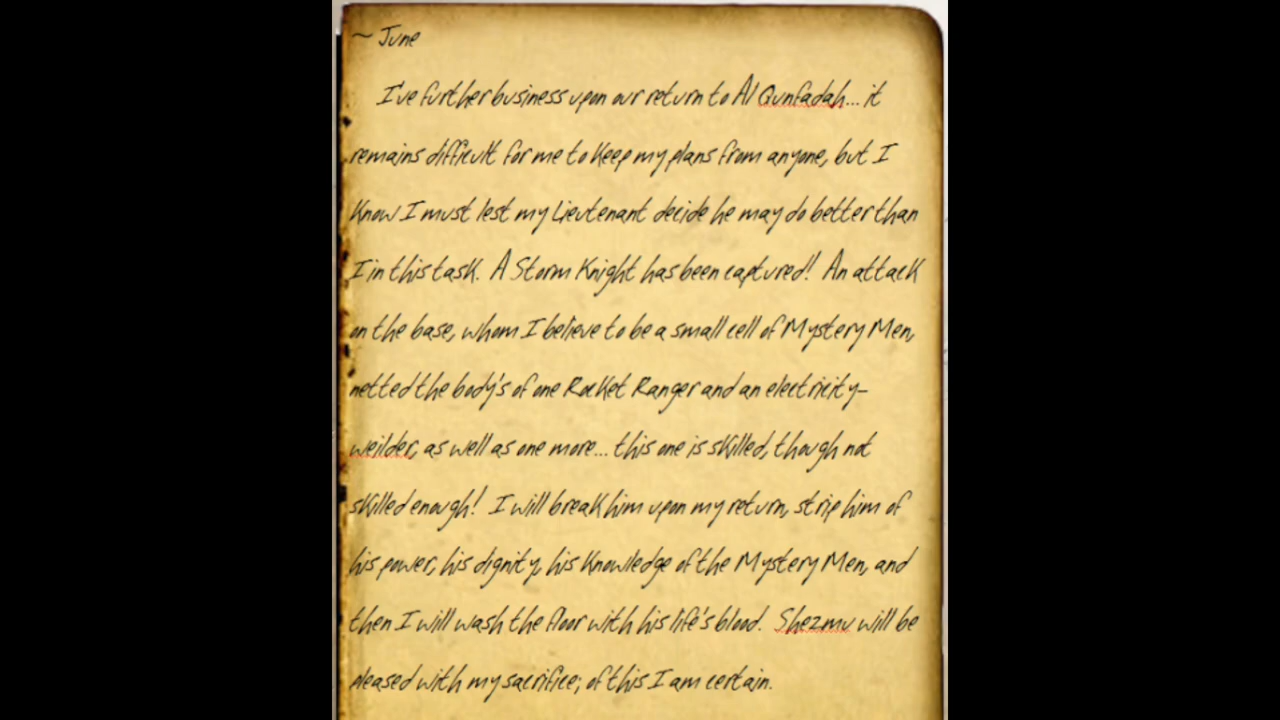 ~ June
I've further business upon our return to Al Qunfadah... it
remains difficult for me to keep my plans from anyone, but I
know I must lest my Lieutenant decide he may do better than
I in this task. A Storm Knight has been captured! An attack
on the base, whom I believe to be a small cell of Mystery Men,
netted the body's of one Rocket Ranger and an electricity-
weilder, as well as one more... this one is skilled, though not
skilled enough! I will break him upon my return, strip him of
his power, his dignity, his knowledge of the Mystery Men, and
then I will wash the floor with his life's blood. Shezmu will be
pleased with my sacrifice; of this I am certain.